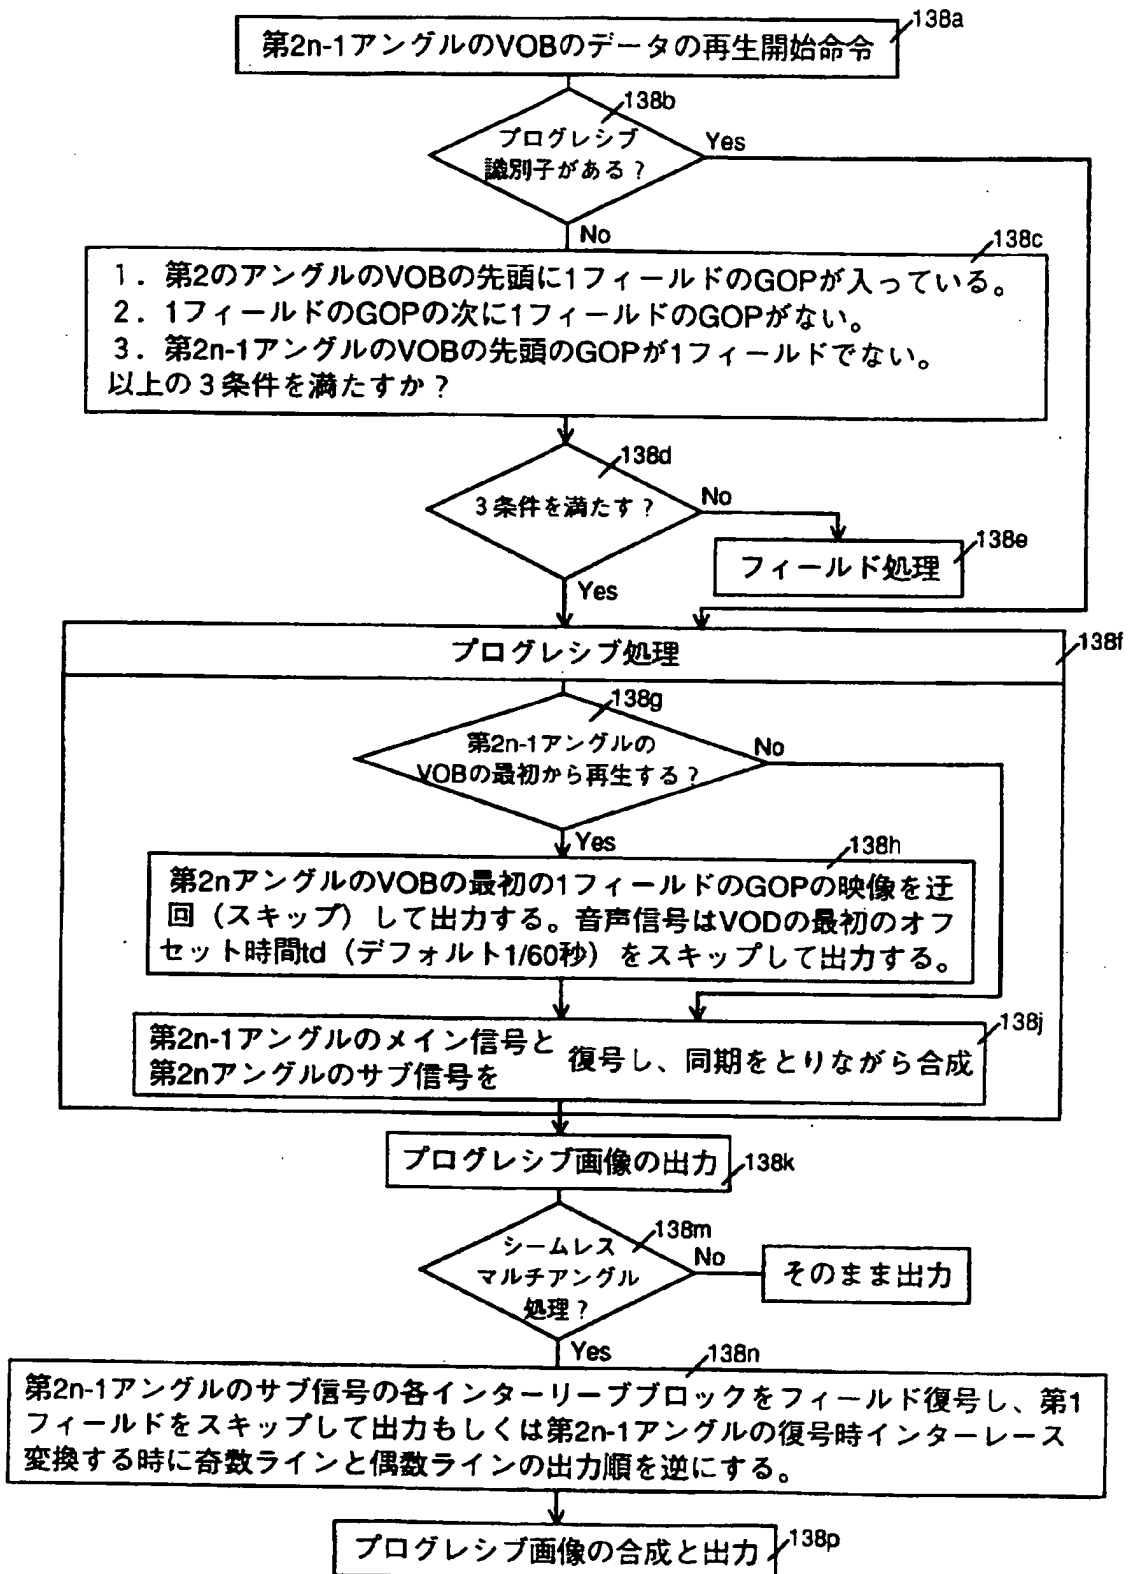 138a
第2n-1アングルのVOBのデータの再生開始命令
138b
プログレシブ
識別子がある？
Yes
No
138c
1．第2のアングルのVOBの先頭に1フィールドのGOPが入っている。
2．1フィールドのGOPの次に1フィールドのGOPがない。
3．第2n-1アングルのVOBの先頭のGOPが1フィールドでない。
以上の3条件を満たすか？
138d
3条件を満たす？
No
138e
フィールド処理
Yes
プログレシブ処理
138f
138g
第2n-1アングルの
VOBの最初から再生する？
No
Yes
138h
第2nアングルのVOBの最初の1フィールドのGOPの映像を迂
回（スキップ）して出力する。音声信号はVODの最初のオフ
セット時間td（デフォルト1/60秒）をスキップして出力する。
138j
第2n-1アングルのメイン信号と
第2nアングルのサブ信号を
復号し、同期をとりながら合成
プログレシブ画像の出力
138k
138m
シームレス
マルチアングル
処理？
No
そのまま出力
Yes
138n
第2n-1アングルのサブ信号の各インターリーブブロックをフィールド復号し、第1
フィールドをスキップして出力もしくは第2n-1アングルの復号時インターレース
変換する時に奇数ラインと偶数ラインの出力順を逆にする。
プログレシブ画像の合成と出力
138p